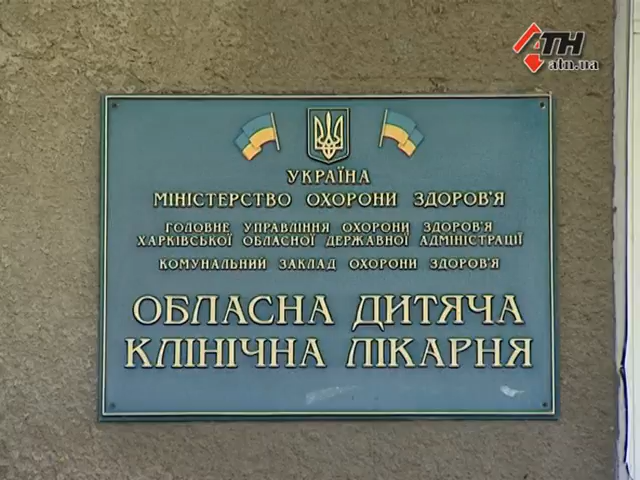 АТН
atn.ua
УКРАЇНА
МІНІСТЕРСТВО ОХОРОНИ ЗДОРОВ'Я
ГОЛОВНЕ УПРАВЛІННЯ ОХОРОНИ ЗДОРОВ'Я
ХАРКІВСЬКОЇ ОБЛАСНОЇ ДЕРЖАВНОЇ АДМІНІСТРАЦІЇ
КОМУНАЛЬНИЙ ЗАКЛАД ОХОРОНИ ЗДОРОВ'Я
ОБЛАСНА ДИТЯЧА
КЛІНІЧНА ЛІКАРНЯ